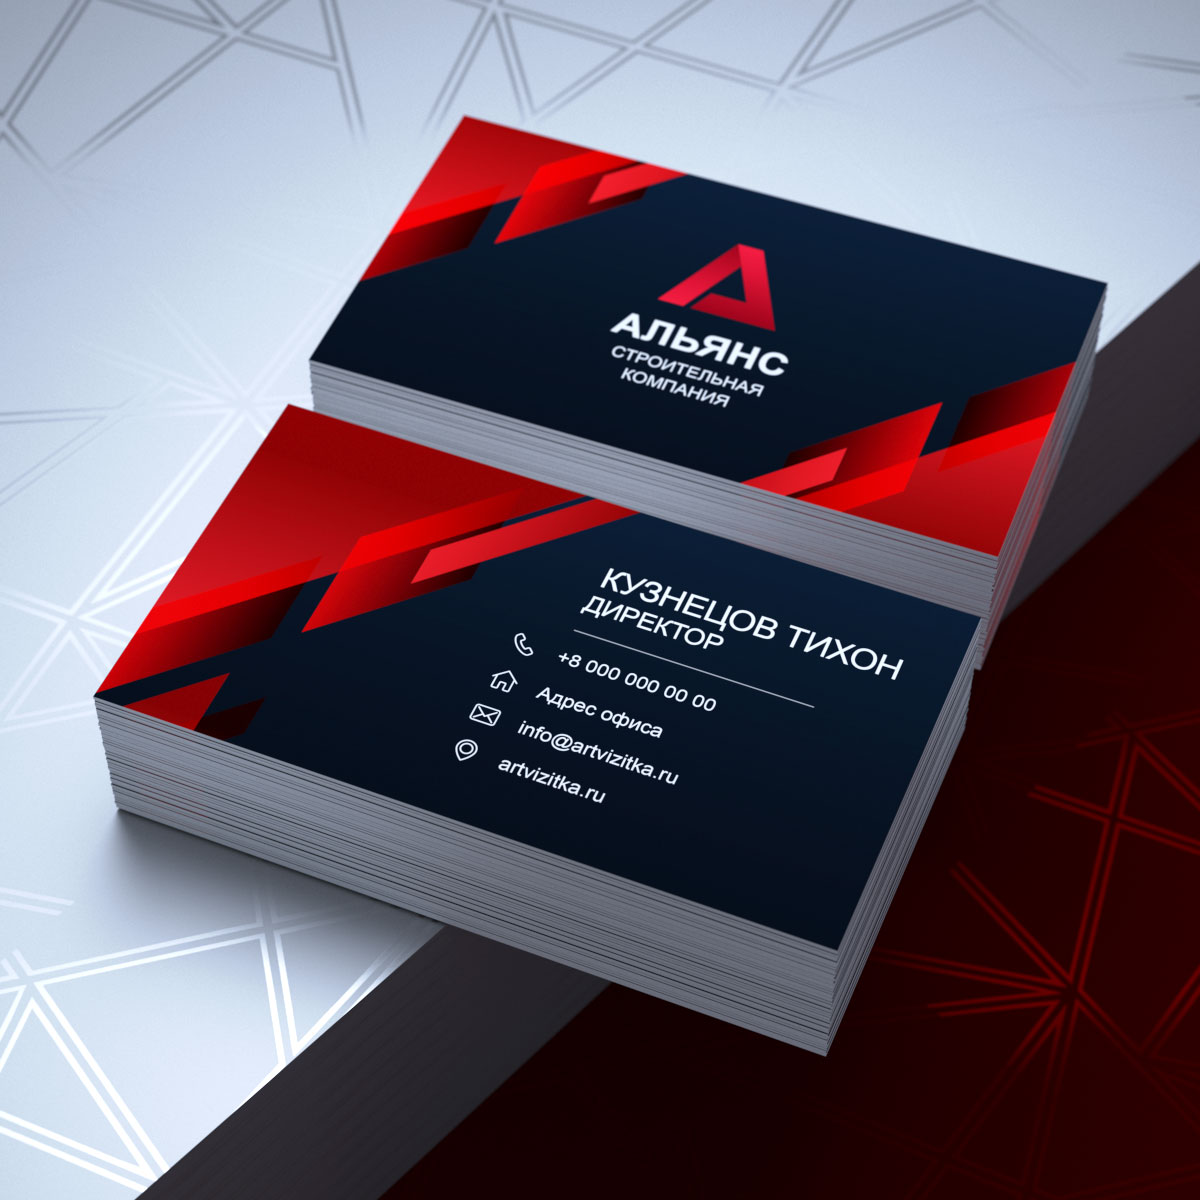 АЛЬЯНС
СТРОИТЕЛЬНАЯ
КОМПАНИЯ
КУЗНЕЦОВ ТИХОН
ДИРЕКТОР
+8 000 000 00 00
Адрес офиса
info@artvizitka.ru
artvizitka.ru